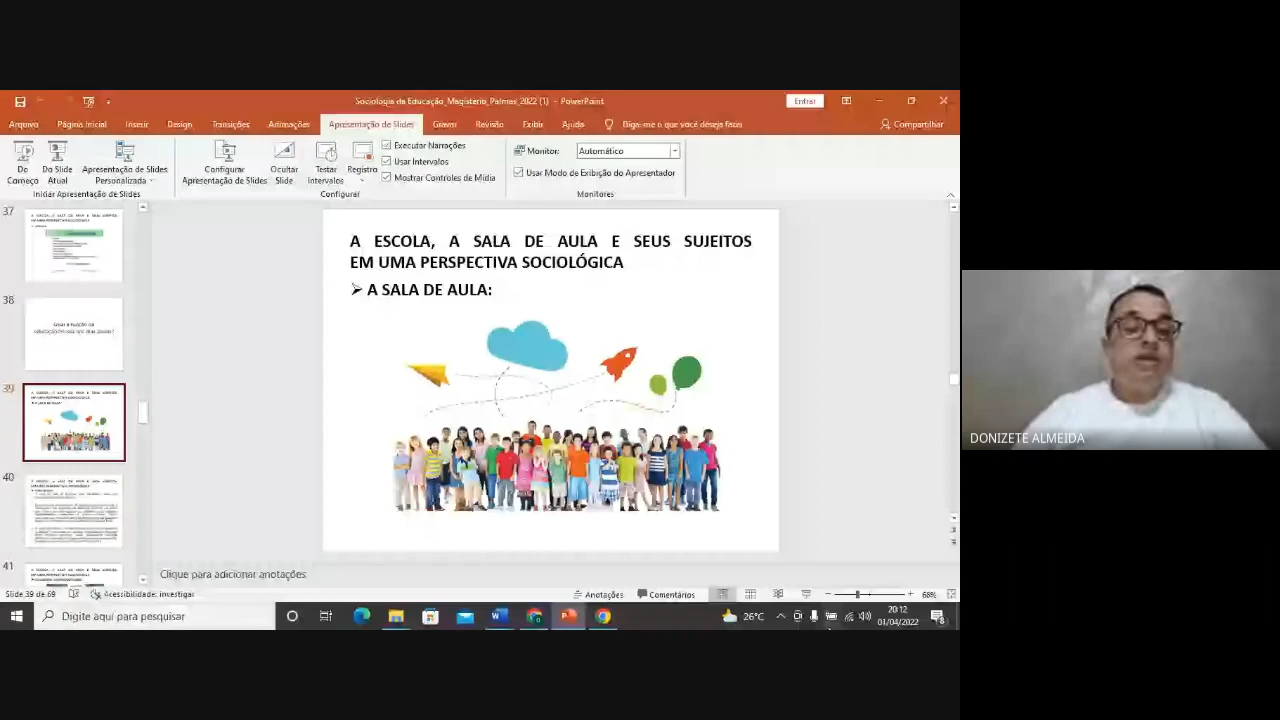 Sociologia da Educação_Magisterio_Palmas_2022 (1) - PowerPoint
Entrar
Arquivo Página Inicial Inserir Design Transições Animações Apresentação de Slides Gravar Revisão Exibir Ajuda Diga-me o que você deseja fazer Compartilhar
Do Começo
Do Slide Atual
Apresentação de Slides Personalizada
Iniciar Apresentação de Slides
Configurar Apresentação de Slides
Ocultar Slide
Testar Intervalos
Registro
Executar Narrações
Usar Intervalos
Mostrar Controles de Mídia
Configurar
Monitor: Automático
Usar Modo de Exibição do Apresentador
Monitores
37
38
39
40
41
A ESCOLA, A SALA DE AULA E SEUS SUJEITOS
EM UMA PERSPECTIVA SOCIOLÓGICA
➢ A SALA DE AULA:
DONIZETE ALMEIDA
Clique para adicionar anotações
Slide 39 de 69 Acessibilidade: investigar Anotações Comentários 68%
Digite aqui para pesquisar
26°C
20:12
01/04/2022